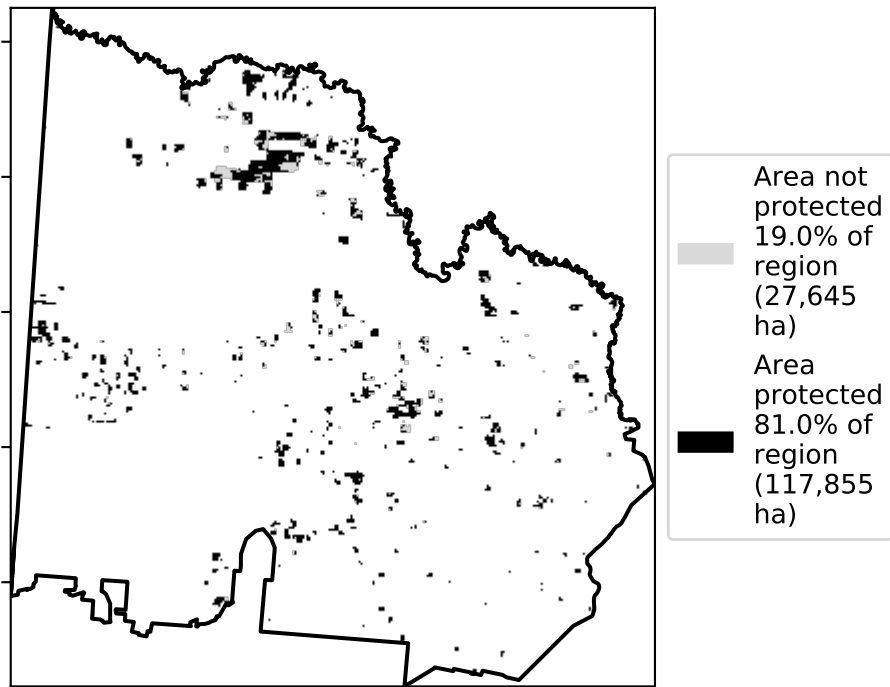 Area not
protected
19.0% of
region
(27,645
ha)
Area
protected
81.0% of
region
(117,855
ha)